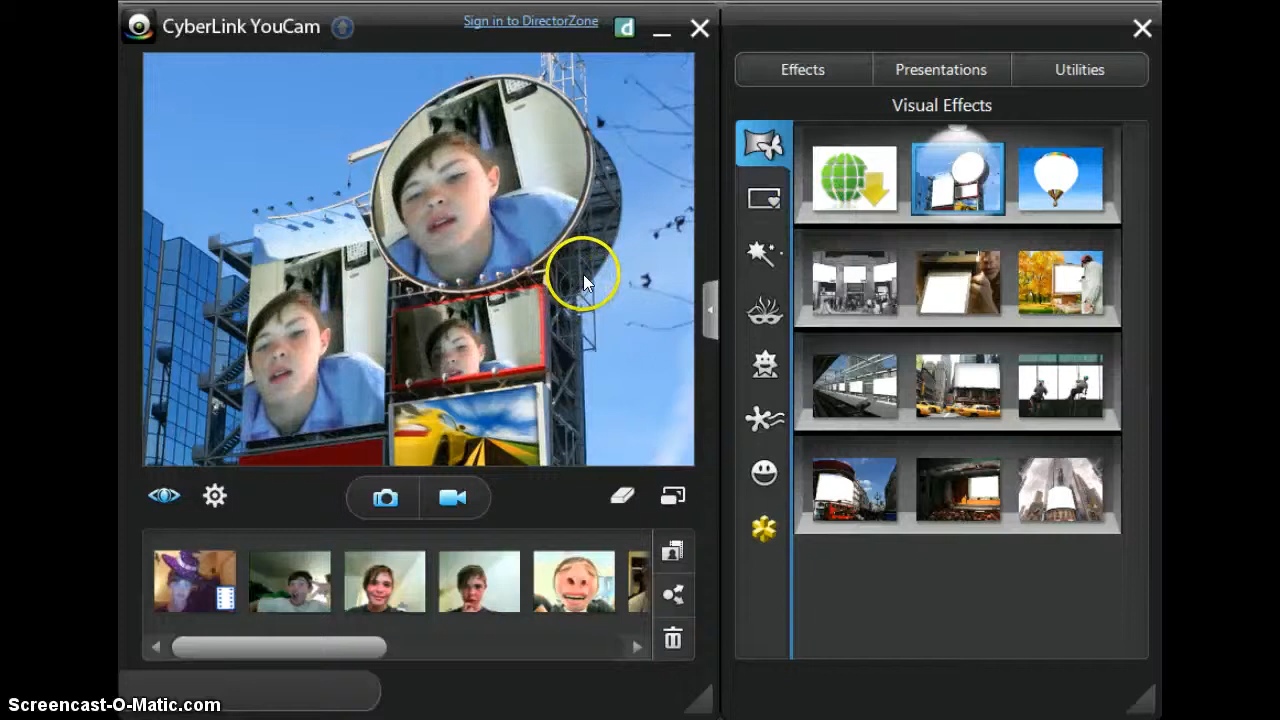 CyberLink YouCam
Sign in to DirectorZone
d
Effects
Presentations
Utilities
Visual Effects
Screencast-O-Matic.com